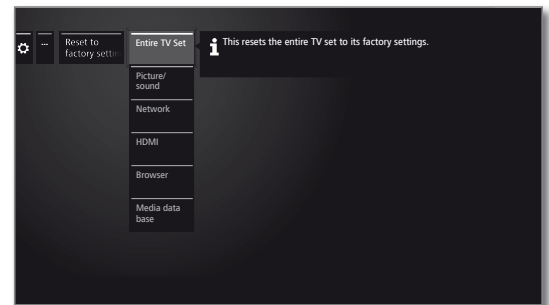 ...
Reset to
factory settin
Entire TV Set
This resets the entire TV set to its factory settings.
Picture/
sound
Network
HDMI
Browser
Media data
base